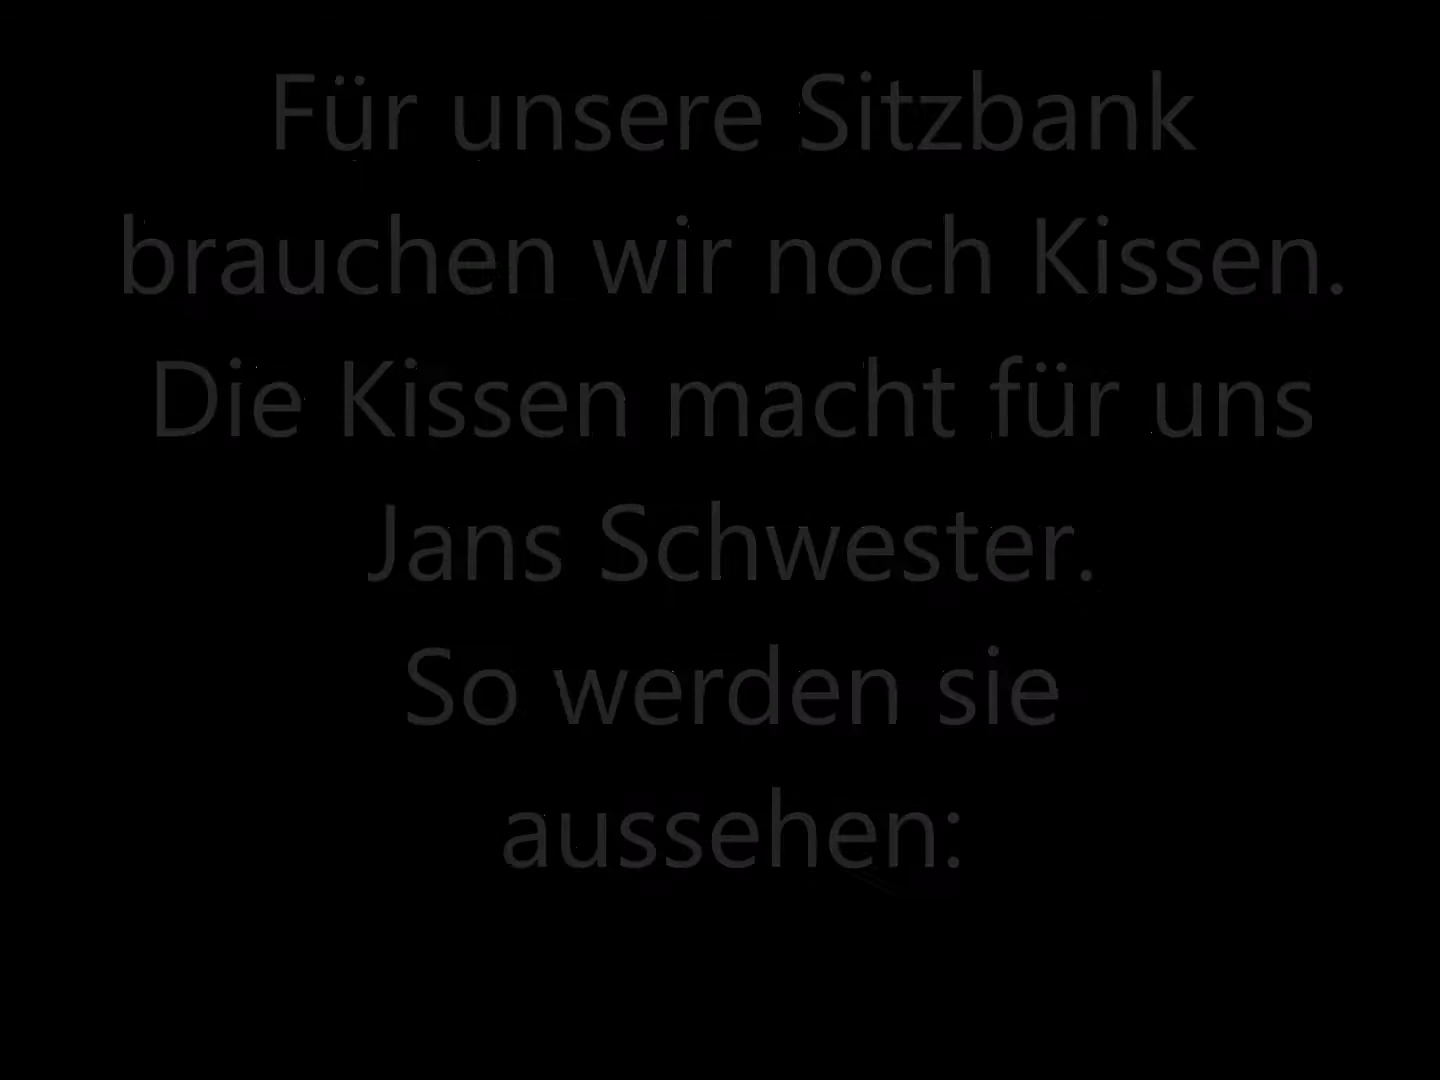 Für unsere Sitzbank
brauchen wir noch Kissen.
Die Kissen macht für uns
Jans Schwester.
So werden sie
aussehen: